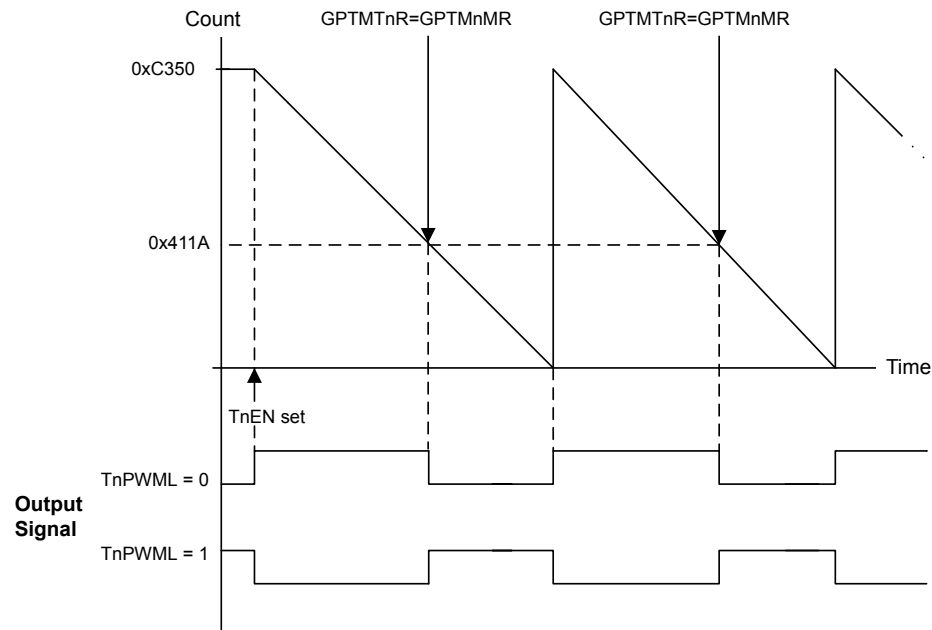 Count
GPTMTnR=GPTMnMR
GPTMTnR=GPTMnMR
0xC350
0x411A
Time
TnEN set
TnPWML = 0
Output
Signal
TnPWML = 1